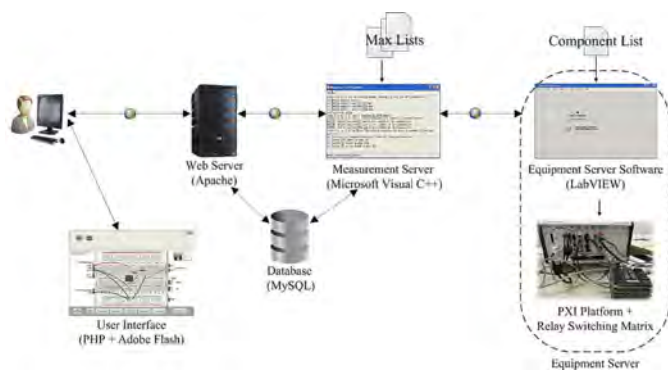 Max Lists
Component List
Web Server
(Apache)
Measurement Server
(Microsoft Visual C++)
Equipment Server Software
(LabVIEW)
Database
(MySQL)
User Interface
(PHP + Adobe Flash)
PXI Platform +
Relay Switching Matrix
Equipment Server